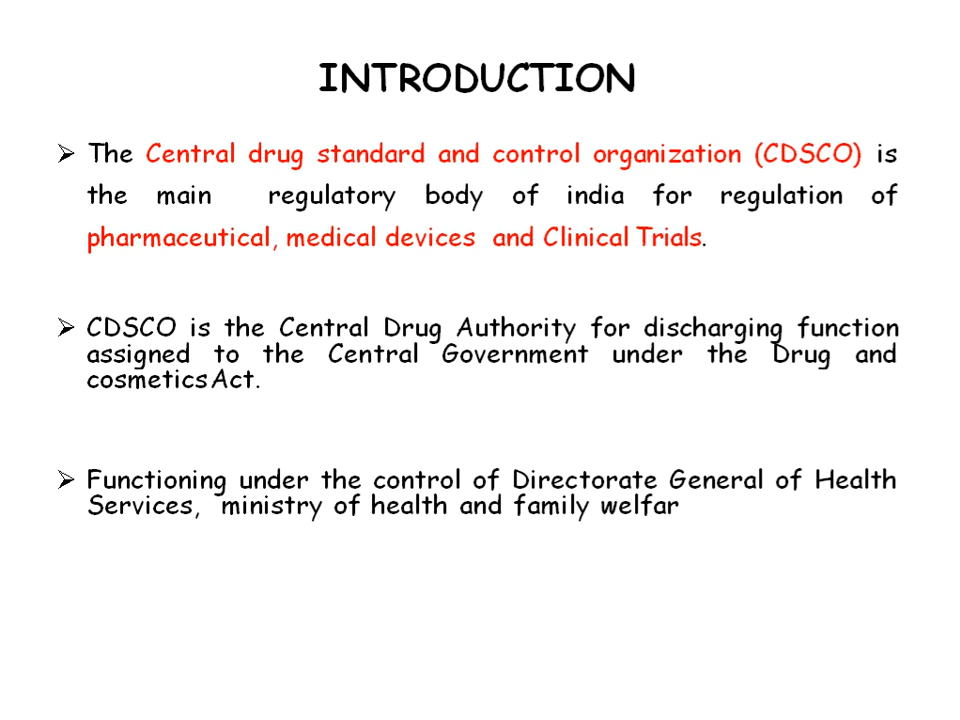 INTRODUCTION
➢ The Central drug standard and control organization (CDSCO) is
the main regulatory body of india for regulation of
pharmaceutical, medical devices and Clinical Trials.
➢ CDSCO is the Central Drug Authority for discharging function
assigned to the Central Government under the Drug and
cosmetics Act.
➢ Functioning under the control of Directorate General of Health
Services, ministry of health and family welfar